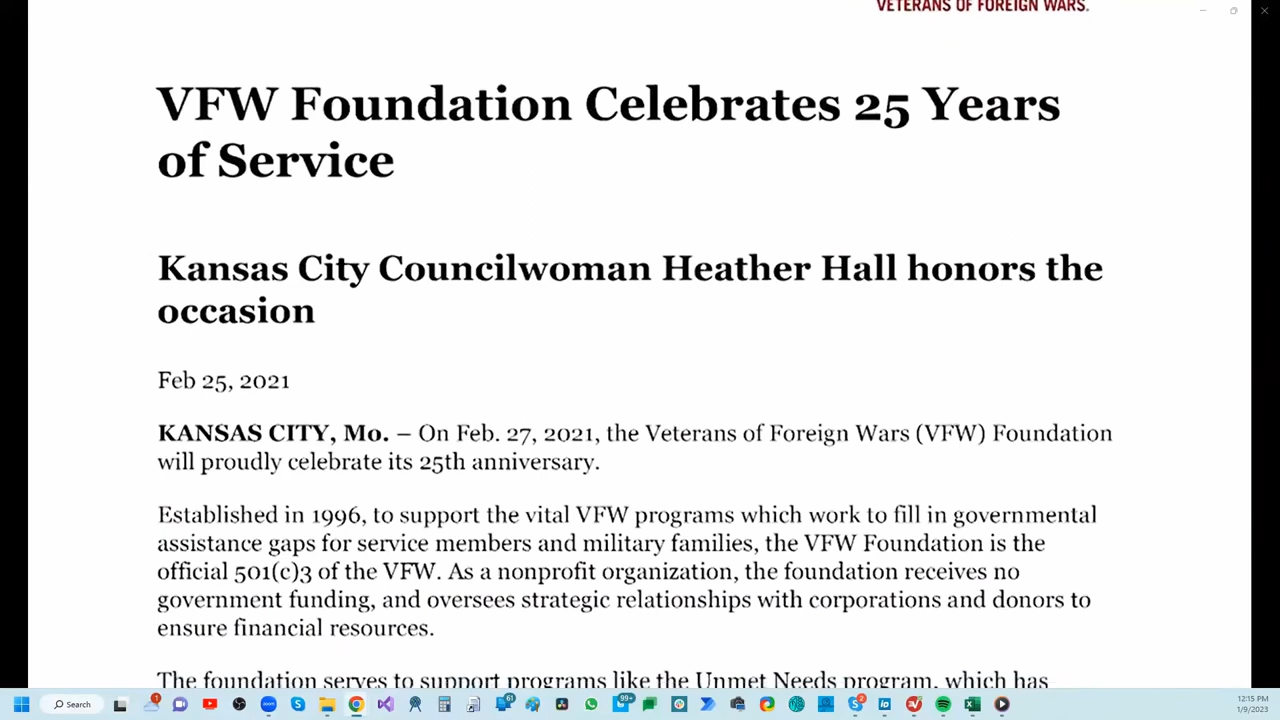 VETERANS OF FOREIGN WARS.
VFW Foundation Celebrates 25 Years
of Service
Kansas City Councilwoman Heather Hall honors the
occasion
Feb 25, 2021
KANSAS CITY, Mo. – On Feb. 27, 2021, the Veterans of Foreign Wars (VFW) Foundation
will proudly celebrate its 25th anniversary.
Established in 1996, to support the vital VFW programs which work to fill in governmental
assistance gaps for service members and military families, the VFW Foundation is the
official 501(c)3 of the VFW. As a nonprofit organization, the foundation receives no
government funding, and oversees strategic relationships with corporations and donors to
ensure financial resources.
The foundation serves to support programs like the Unmet Needs program, which has
Search
1
61
99+
2
12:15 PM
1/9/2023